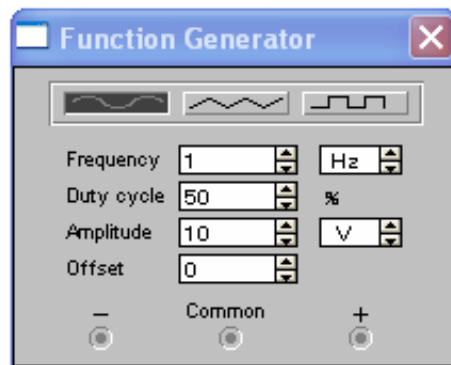 Function Generator
Frequency 1 Hz
Duty cycle 50 %
Amplitude 10 V
Offset 0
− Common +